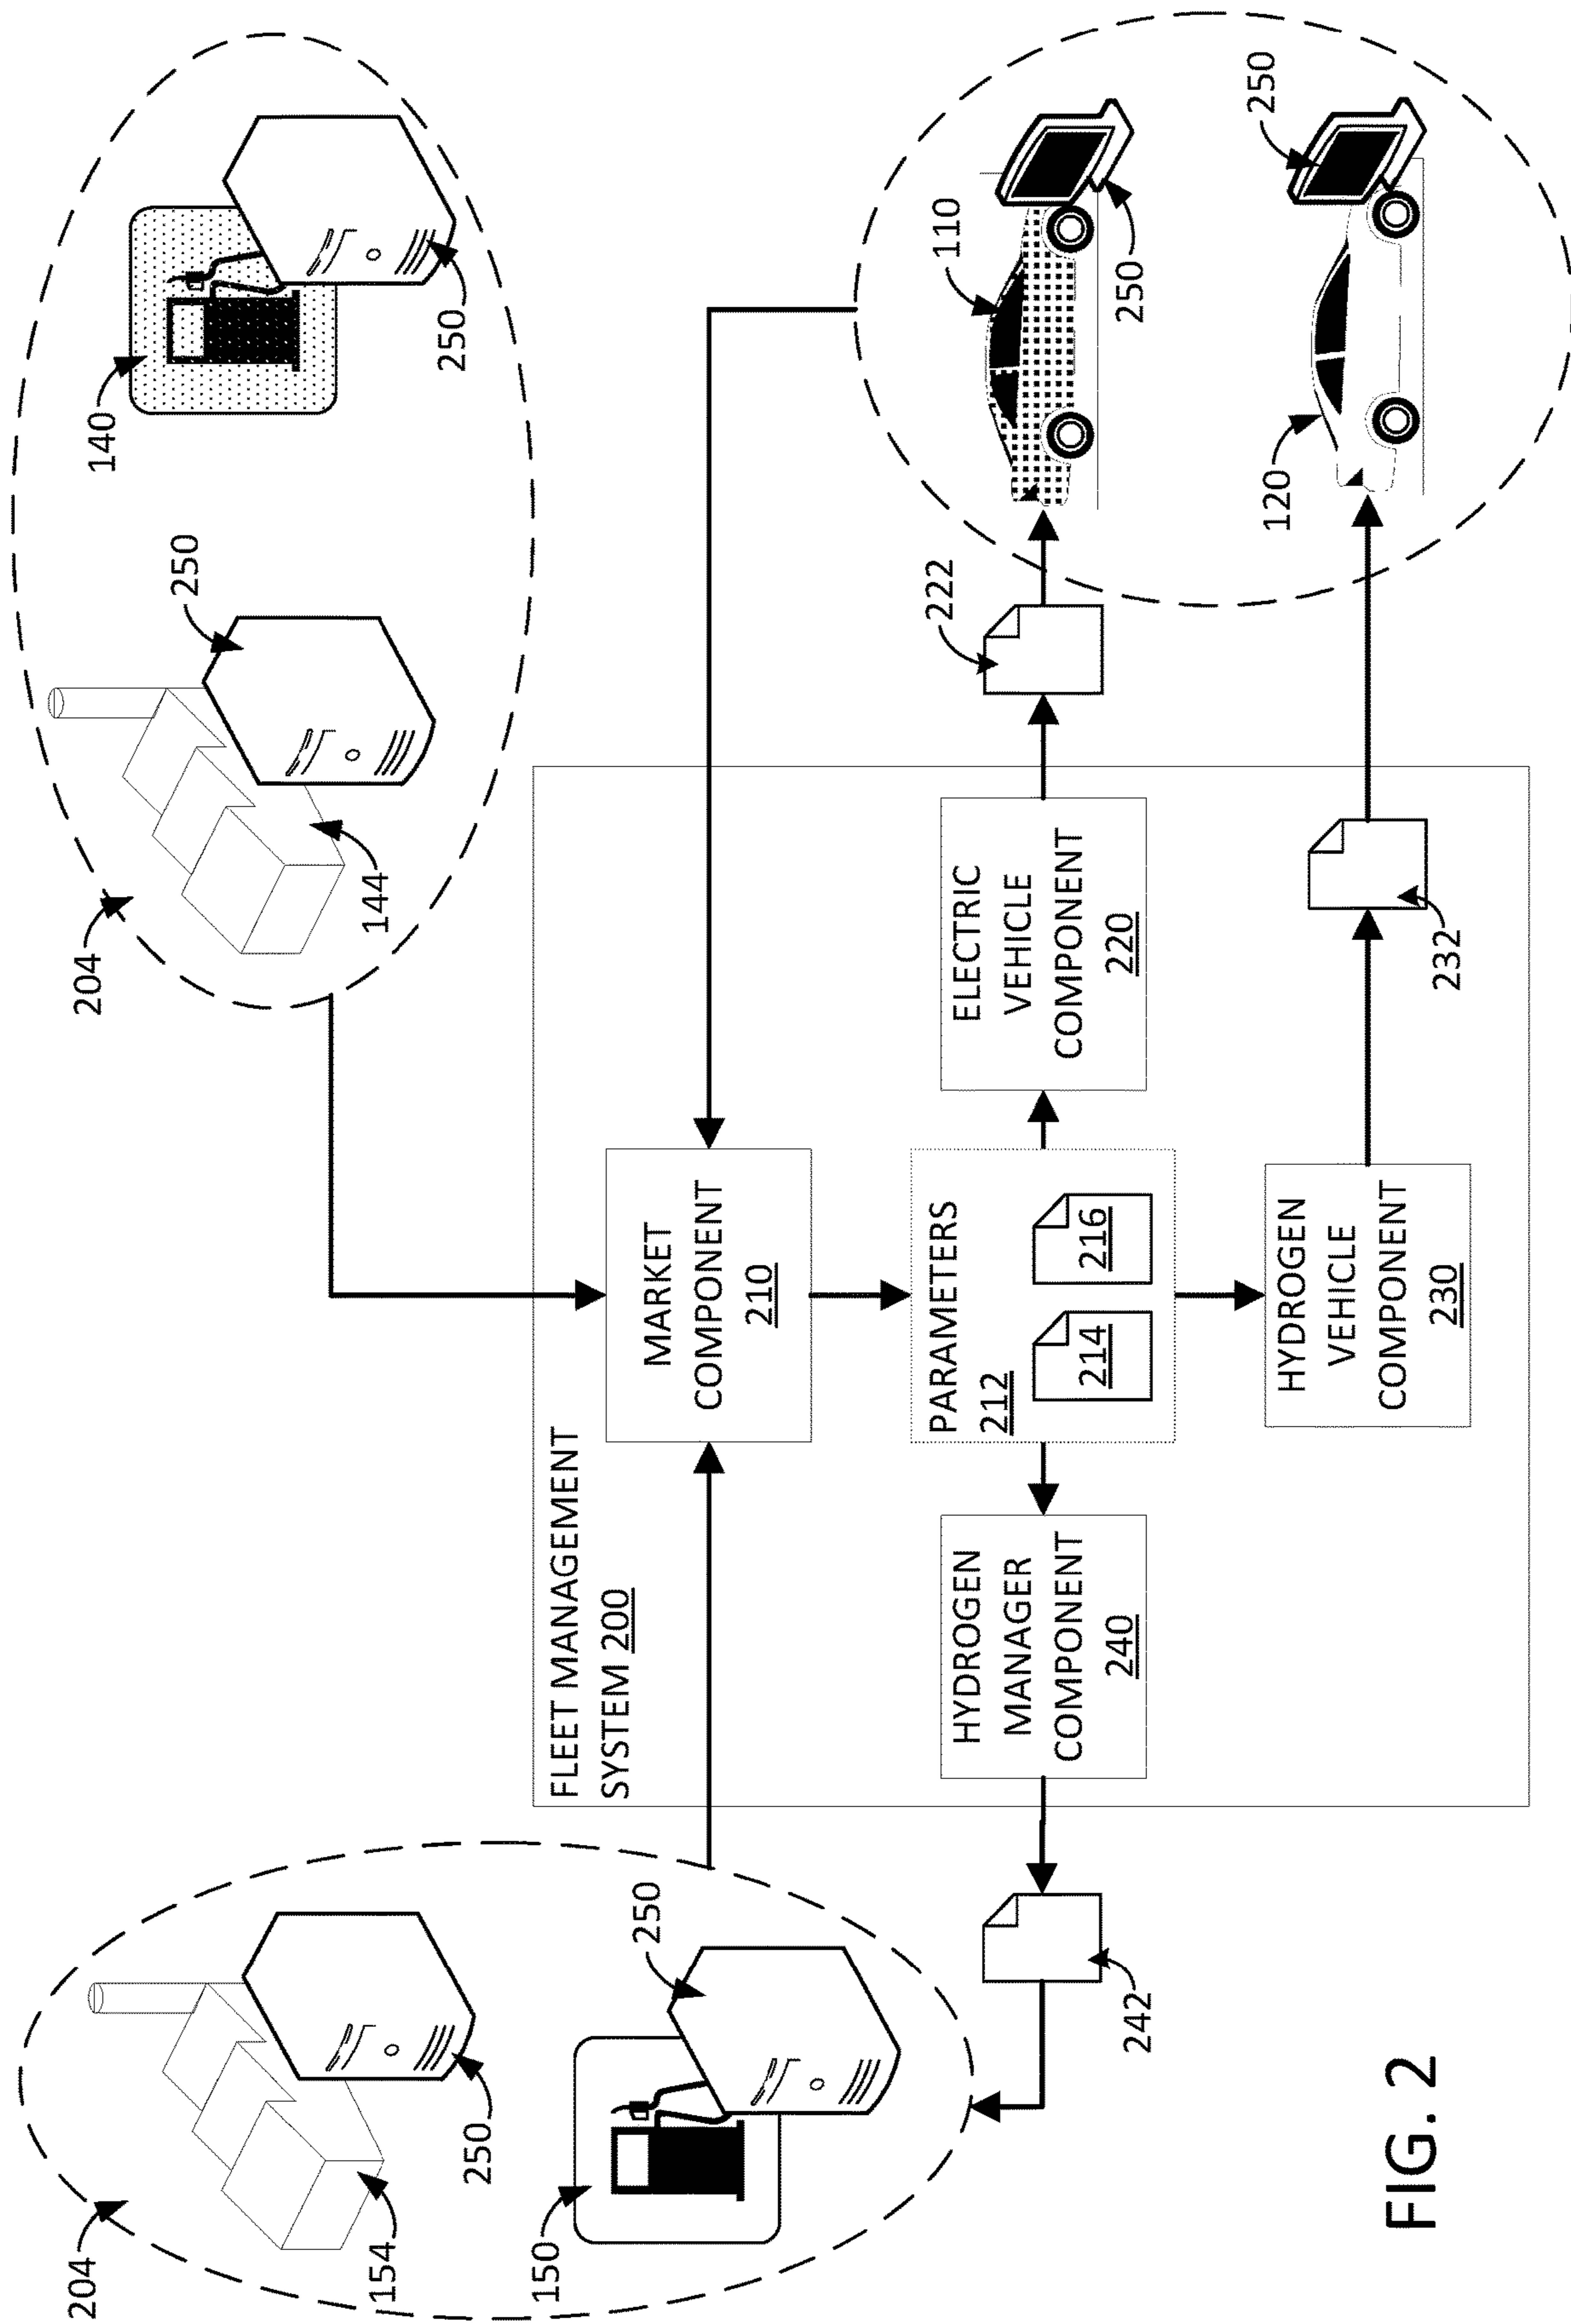 204
154
250
150
250
242
204
144
250
140
250
FLEET MANAGEMENT
SYSTEM 200
MARKET
COMPONENT
210
PARAMETERS
212
214
216
HYDROGEN
MANAGER
COMPONENT
240
ELECTRIC
VEHICLE
COMPONENT
220
HYDROGEN
VEHICLE
COMPONENT
230
222
232
110
250
120
250
FIG. 2